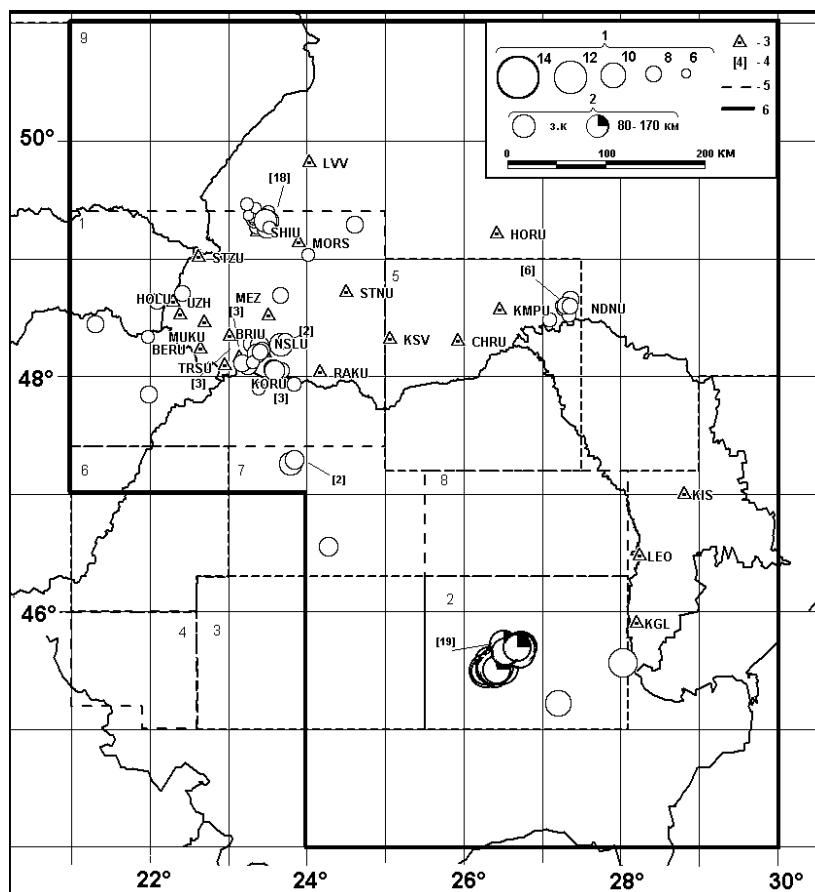 9
1
14 12 10 8 6
2
з.к 80- 170 км
0 100 200 КМ
- 3
[4] - 4
- 5
6
50°
LVV
[18]
1
SHIU
MORS
HORU
STZU
5
[6]
HOLU
UZH
MEZ
STNU
KMPU
NDNU
[3]
[2]
MUKU
BRIU
NSLU
KSV
CHRU
BERU
TRSU
48°
[3]
KORU
RAKU
[3]
6
7
[2]
8
KIS
LEO
46°
4
3
2
KGL
[19]
22° 24° 26° 28° 30°